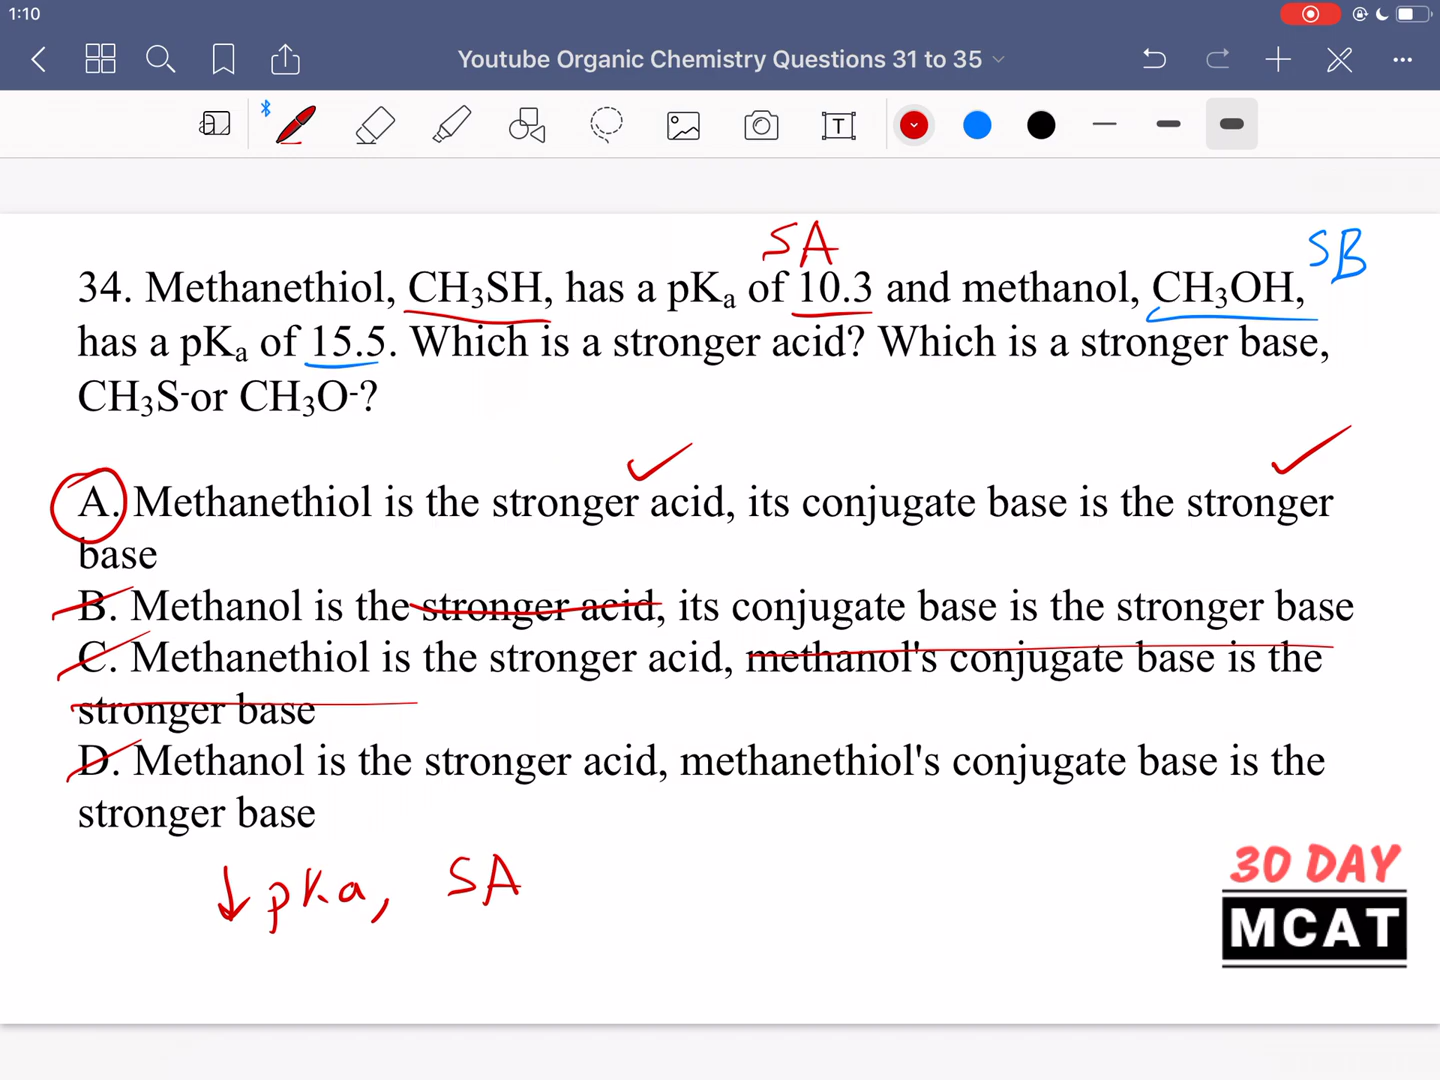 1:10
Youtube Organic Chemistry Questions 31 to 35
T
SA
SB
34. Methanethiol, CH₃SH, has a pKₐ of 10.3 and methanol, CH₃OH,
has a pKₐ of 15.5. Which is a stronger acid? Which is a stronger base,
CH₃S-or CH₃O-?
A. Methanethiol is the stronger acid, its conjugate base is the stronger
base
B. Methanol is the stronger acid, its conjugate base is the stronger base
C. Methanethiol is the stronger acid, methanol's conjugate base is the
stronger base
D. Methanol is the stronger acid, methanethiol's conjugate base is the
stronger base
↓pKa, SA
30 DAY
MCAT